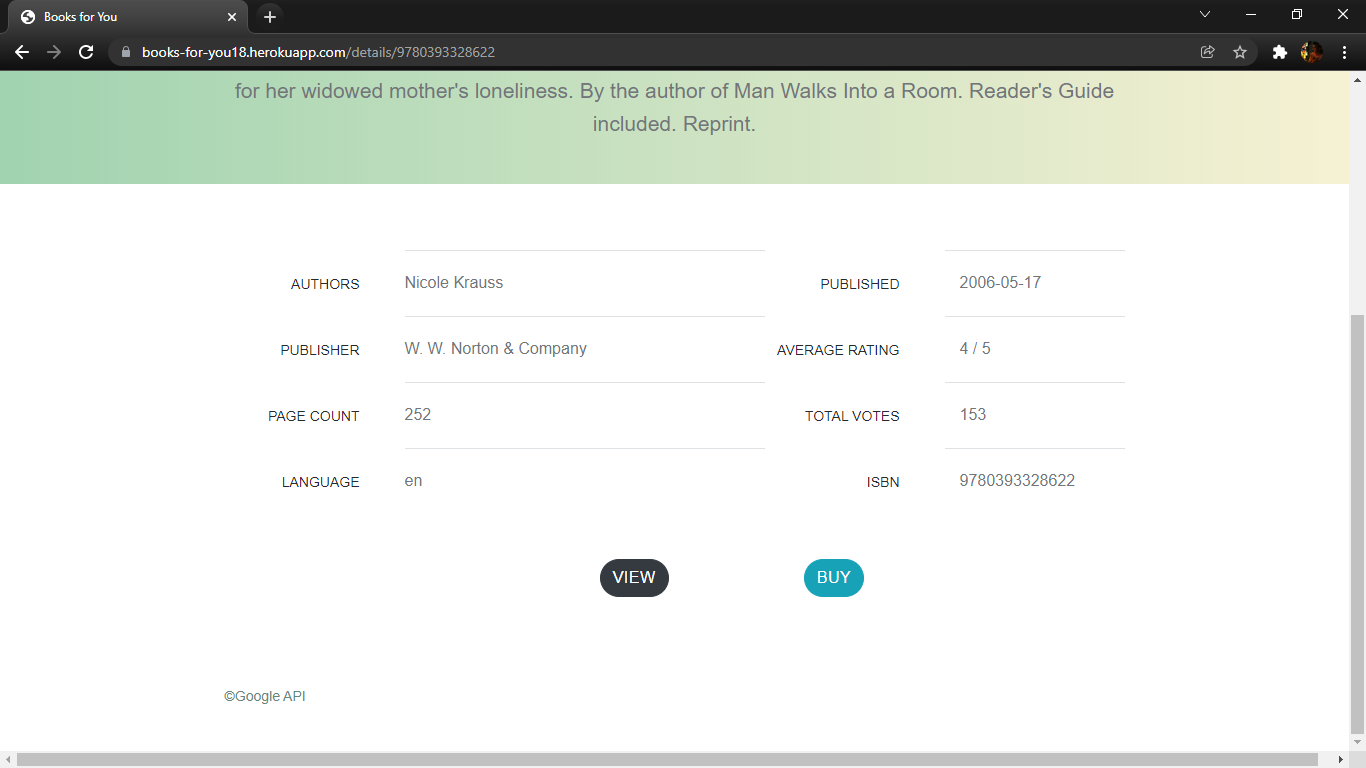 Books for You
books-for-you18.herokuapp.com/details/9780393328622
for her widowed mother's loneliness. By the author of Man Walks Into a Room. Reader's Guide
included. Reprint.
AUTHORS Nicole Krauss PUBLISHED 2006-05-17
PUBLISHER W. W. Norton & Company AVERAGE RATING 4 / 5
PAGE COUNT 252 TOTAL VOTES 153
LANGUAGE en ISBN 9780393328622
VIEW BUY
©Google API